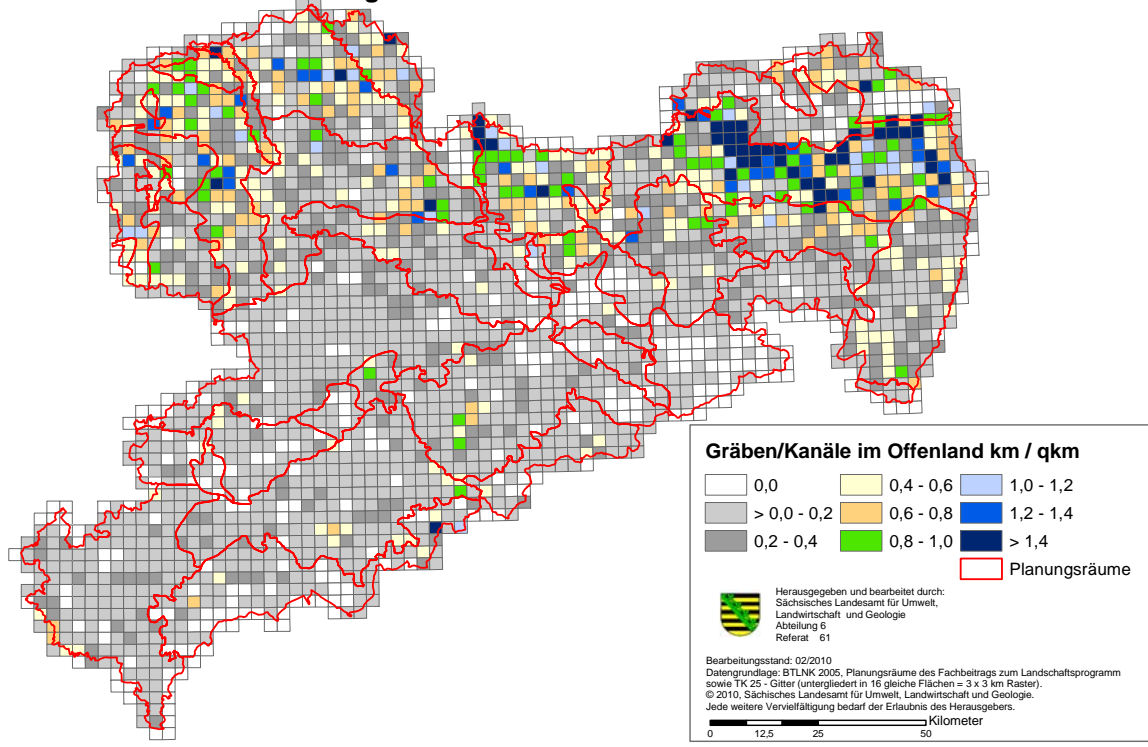 Gräben/Kanäle im Offenland km / qkm
0,0
> 0,0 - 0,2
0,2 - 0,4
0,4 - 0,6
0,6 - 0,8
0,8 - 1,0
1,0 - 1,2
1,2 - 1,4
> 1,4
Planungsräume
Herausgegeben und bearbeitet durch:
Sächsisches Landesamt für Umwelt,
Landwirtschaft und Geologie
Abteilung 6
Referat 61
Bearbeitungsstand: 02/2010
Datengrundlage: BTLNK 2005, Planungsräume des Fachbeitrags zum Landschaftsprogramm
sowie TK 25 - Gitter (untergliedert in 16 gleiche Flächen = 3 x 3 km Raster).
© 2010, Sächsisches Landesamt für Umwelt, Landwirtschaft und Geologie.
Jede weitere Vervielfältigung bedarf der Erlaubnis des Herausgebers.
Kilometer
0 12,5 25 50